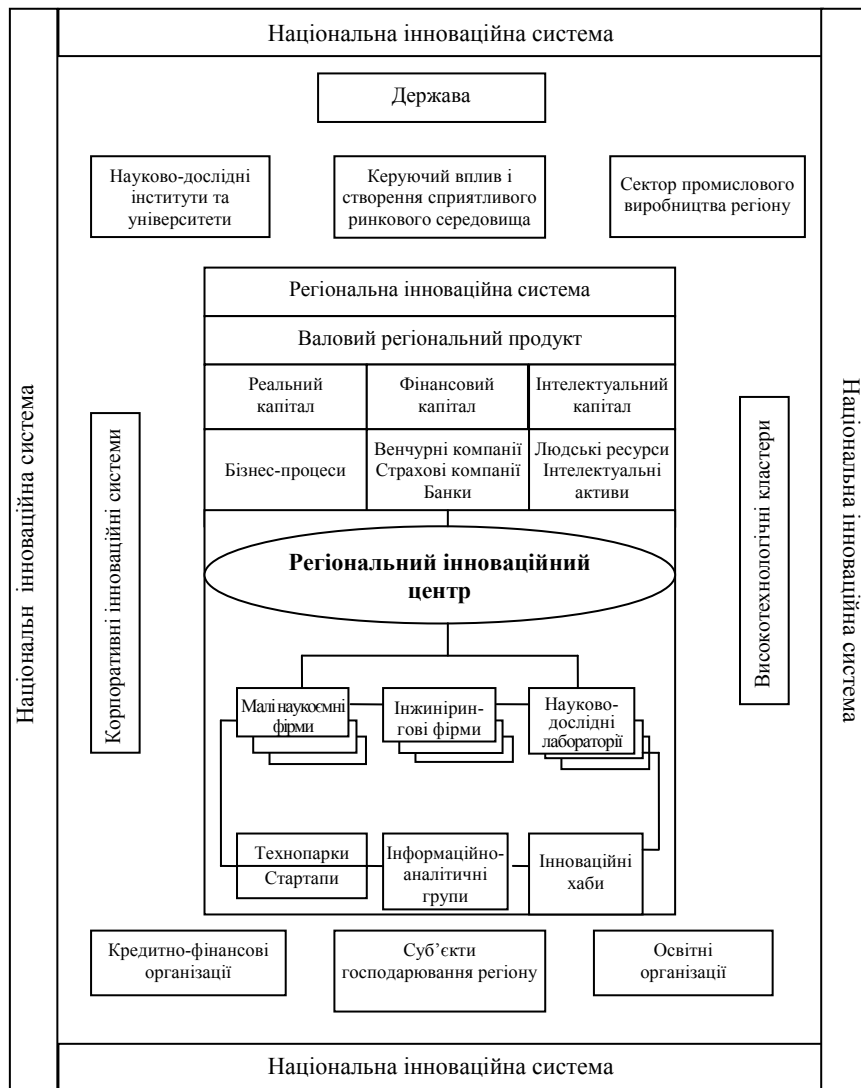 Національна інноваційна система
Держава
Науково-дослідні
інститути та
університети
Керуючий вплив і
створення сприятливого
ринкового середовища
Сектор промислового
виробництва регіону
Національн  інноваційна система
Корпоративні інноваційні системи
Регіональна інноваційна система
Валовий регіональний продукт
Реальний
капітал
Фінансовий
капітал
Інтелектуальний
капітал
Бізнес-процеси
Венчурні компанії
Страхові компанії
Банки
Людські ресурси
Інтелектуальні
активи
Регіональний інноваційний
центр
Малі наукоємні
фірми
Інжинірин-
гові фірми
Науково-
дослідні
лабораторії
Технопарки
Стартапи
Інформаційно-
аналітичні
групи
Інноваційні
хаби
Високотехнологічні кластери
Національна інноваційна система
Кредитно-фінансові
організації
Суб’єкти
господарювання регіону
Освітні
організації
Національна інноваційна система